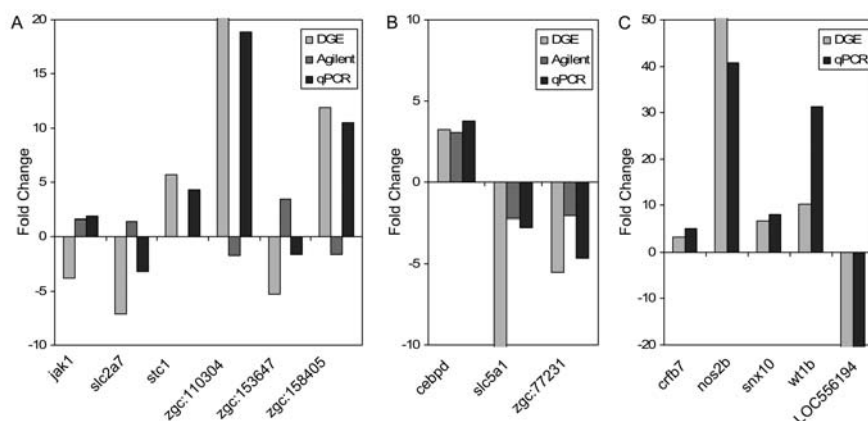 A
20
15
10
5
0
-5
-10
Fold Change
DGE
Agilent
qPCR
jak1
slc2a7
stc1
zgc:110304
zgc:153647
zgc:158405
B
10
5
0
-5
-10
Fold Change
DGE
Agilent
qPCR
cebpd
slc5a1
zgc:77231
C
50
40
30
20
10
0
-10
-20
Fold Change
DGE
qPCR
crfb7
nos2b
snx10
wt1b
LOC556194